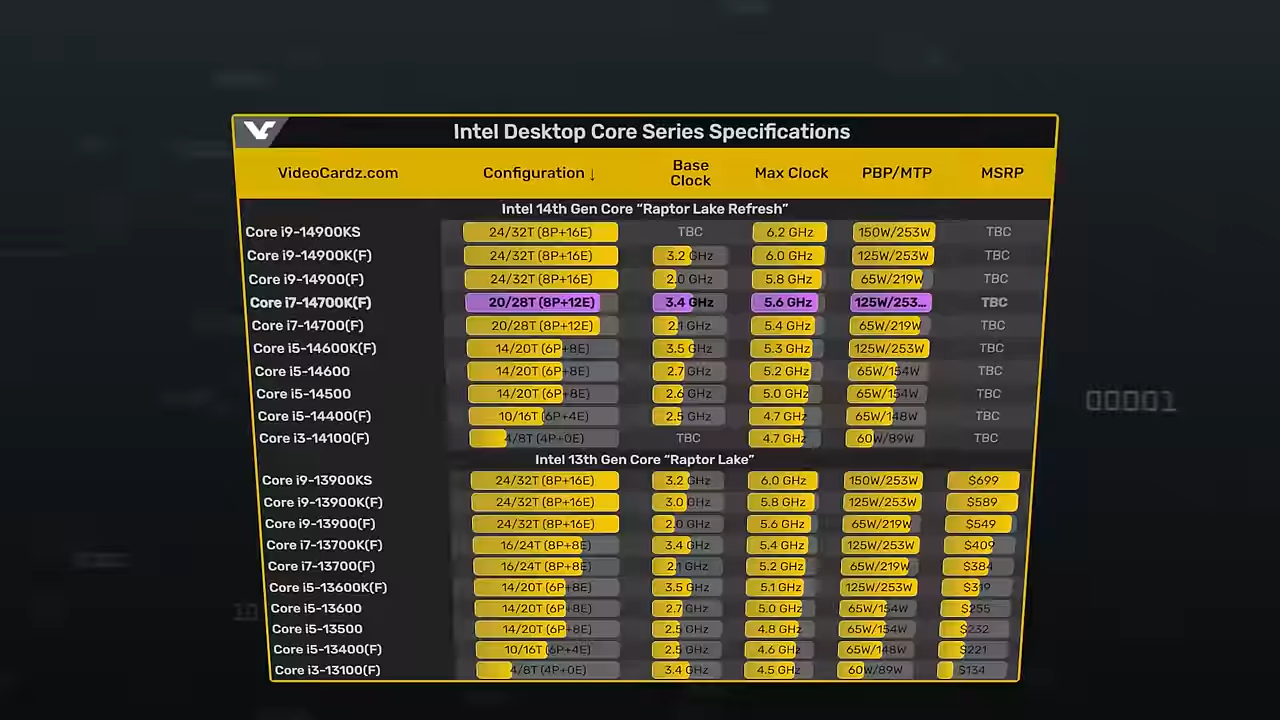 Intel Desktop Core Series Specifications
VideoCardz.com Configuration ↓ Base Clock Max Clock PBP/MTP MSRP
Intel 14th Gen Core “Raptor Lake Refresh”
Core i9-14900KS 24/32T (8P+16E) TBC 6.2 GHz 150W/253W TBC
Core i9-14900K(F) 24/32T (8P+16E) 3.2 GHz 6.0 GHz 125W/253W TBC
Core i9-14900(F) 24/32T (8P+16E) 2.0 GHz 5.8 GHz 65W/219W TBC
Core i7-14700K(F) 20/28T (8P+12E) 3.4 GHz 5.6 GHz 125W/253... TBC
Core i7-14700(F) 20/28T (8P+12E) 2.1 GHz 5.4 GHz 65W/219W TBC
Core i5-14600K(F) 14/20T (6P+8E) 3.5 GHz 5.3 GHz 125W/253W TBC
Core i5-14600 14/20T (6P+8E) 2.7 GHz 5.2 GHz 65W/154W TBC
Core i5-14500 14/20T (6P+8E) 2.6 GHz 5.0 GHz 65W/154W TBC
Core i5-14400(F) 10/16T (6P+4E) 2.5 GHz 4.7 GHz 65W/148W TBC
Core i3-14100(F) 4/8T (4P+0E) TBC 4.7 GHz 60W/89W TBC
Intel 13th Gen Core “Raptor Lake”
Core i9-13900KS 24/32T (8P+16E) 3.2 GHz 6.0 GHz 150W/253W $699
Core i9-13900K(F) 24/32T (8P+16E) 3.0 GHz 5.8 GHz 125W/253W $589
Core i9-13900(F) 24/32T (8P+16E) 2.0 GHz 5.6 GHz 65W/219W $549
Core i7-13700K(F) 16/24T (8P+8E) 3.4 GHz 5.4 GHz 125W/253W $409
Core i7-13700(F) 16/24T (8P+8E) 2.1 GHz 5.2 GHz 65W/219W $384
Core i5-13600K(F) 14/20T (6P+8E) 3.5 GHz 5.1 GHz 125W/253W $319
Core i5-13600 14/20T (6P+8E) 2.7 GHz 5.0 GHz 65W/154W $255
Core i5-13500 14/20T (6P+8E) 2.5 GHz 4.8 GHz 65W/154W $232
Core i5-13400(F) 10/16T (6P+4E) 2.5 GHz 4.6 GHz 65W/148W $221
Core i3-13100(F) 4/8T (4P+0E) 3.4 GHz 4.5 GHz 60W/89W $134
00001
10